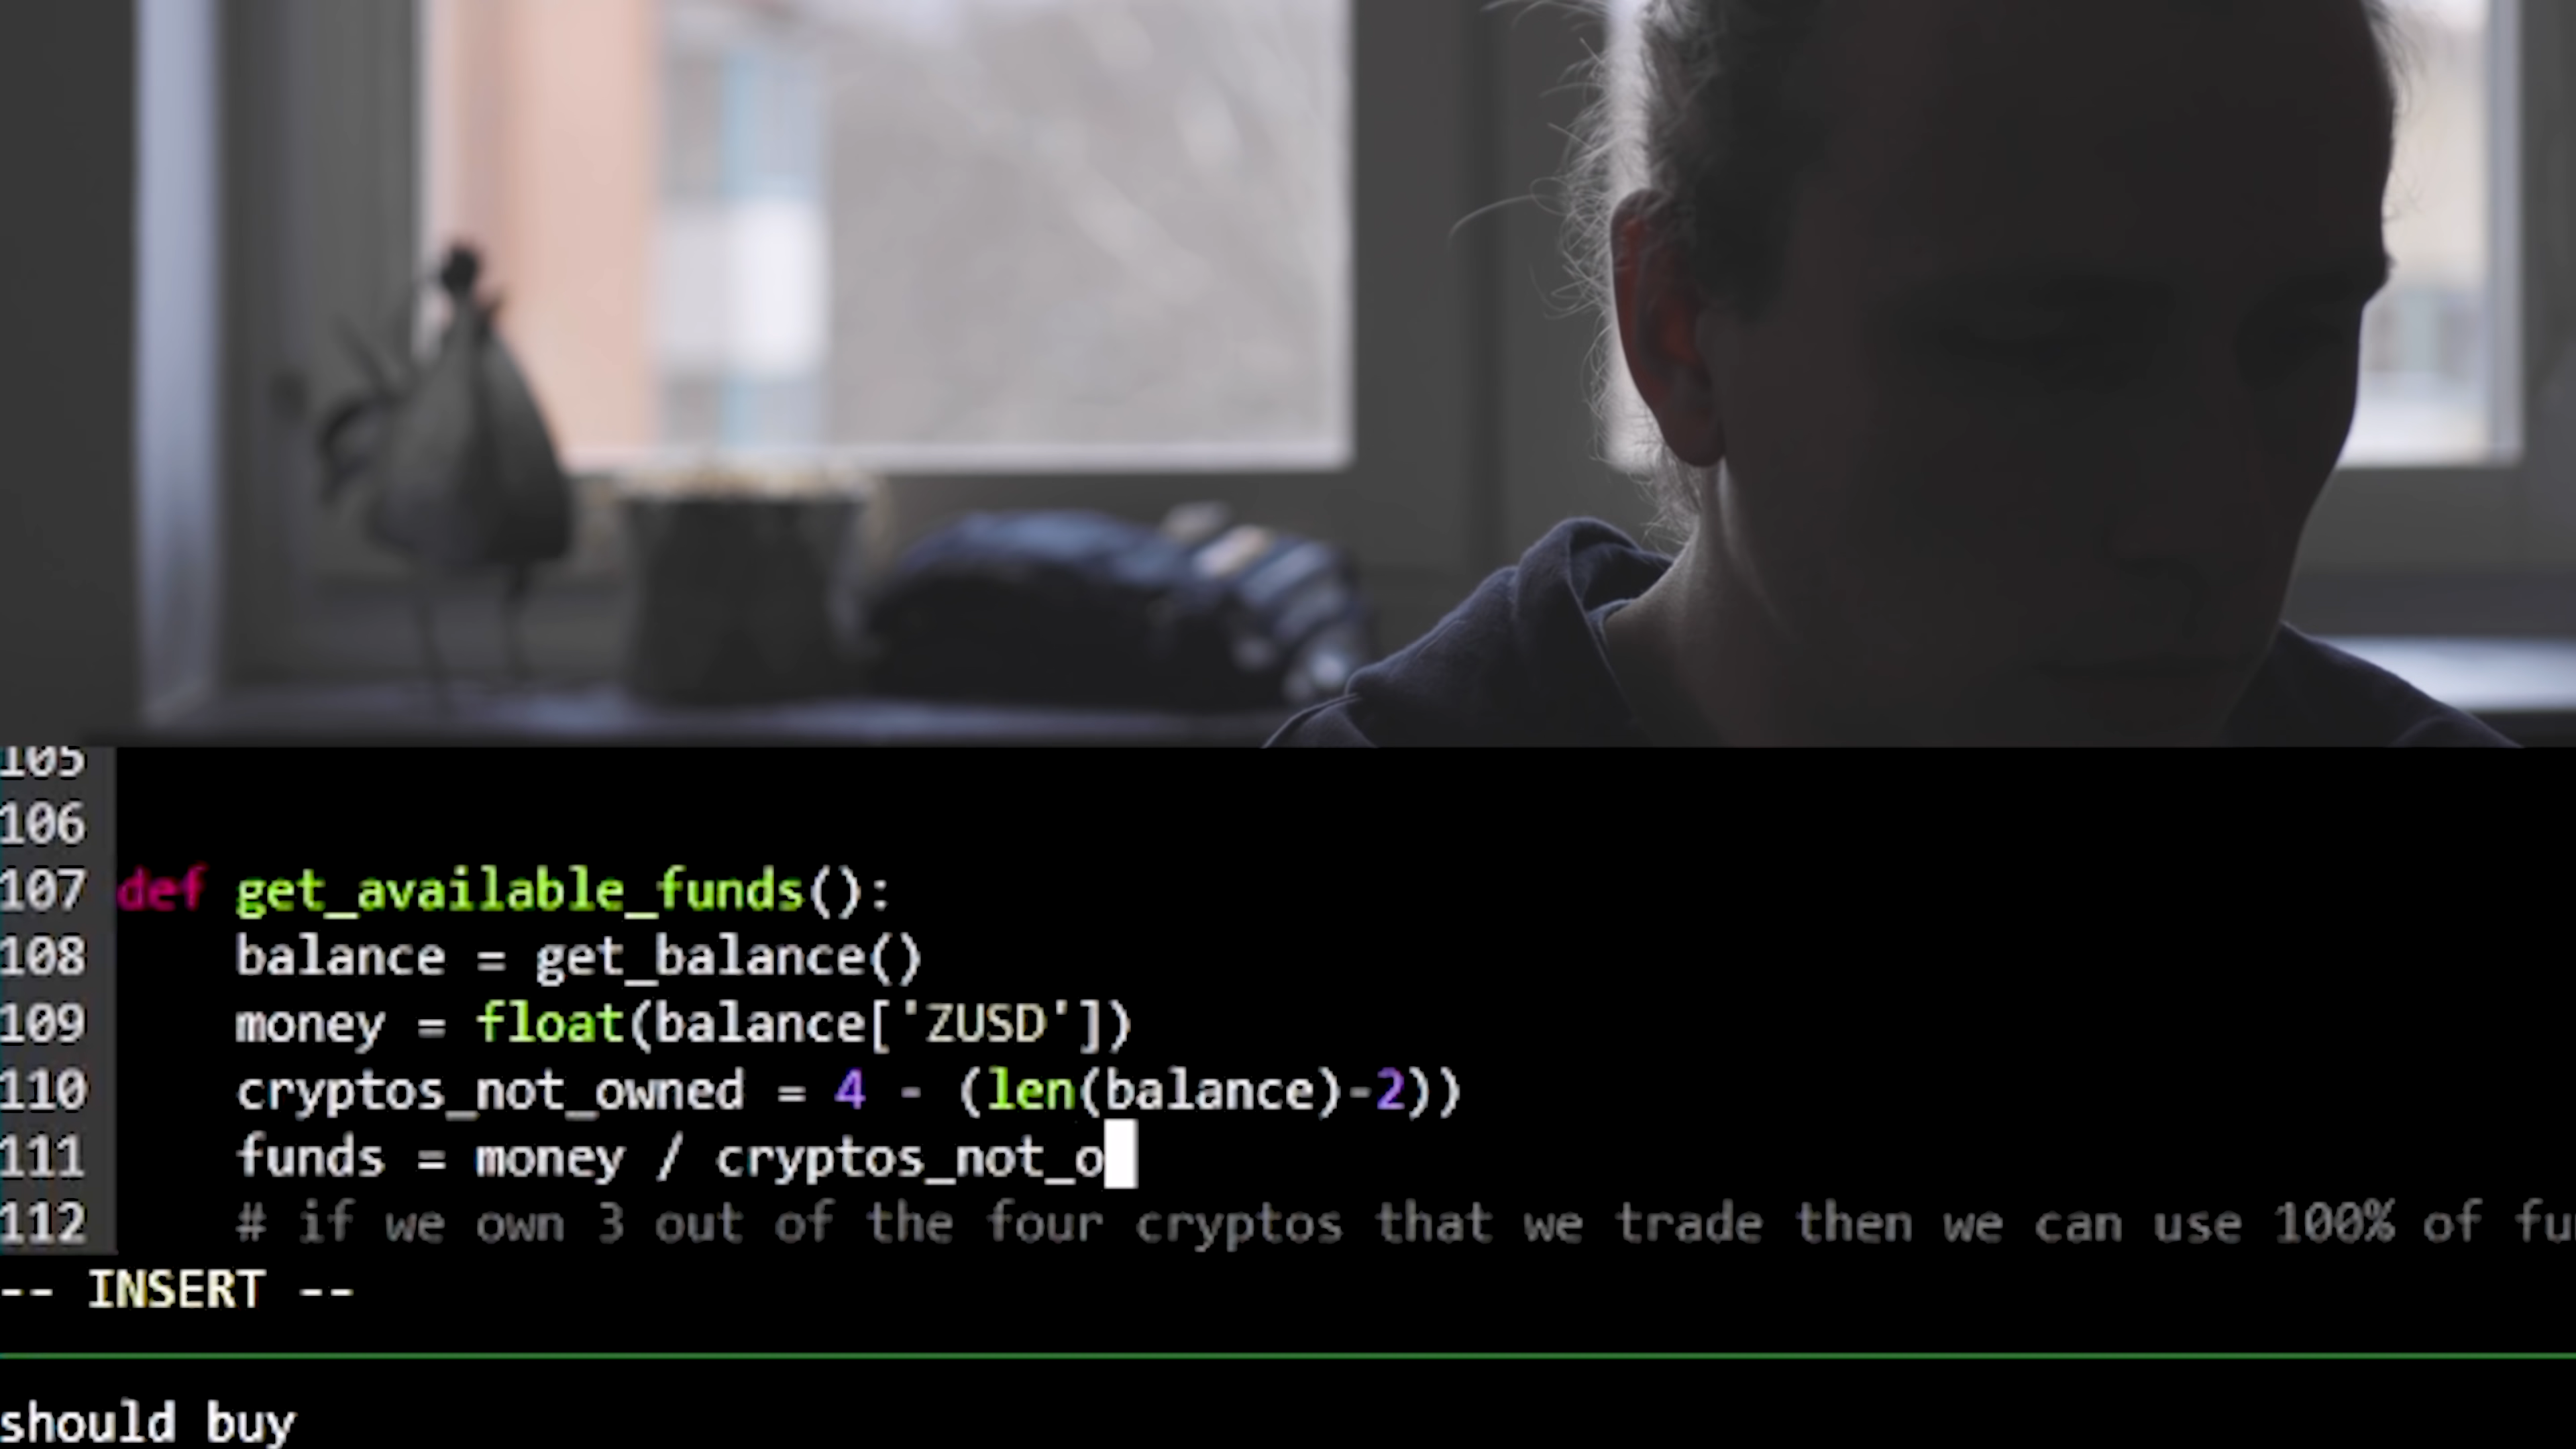 105
106
107 def get_available_funds():
108     balance = get_balance()
109     money = float(balance['ZUSD'])
110     cryptos_not_owned = 4 - (len(balance)-2))
111     funds = money / cryptos_not_o
112     # if we own 3 out of the four cryptos that we trade then we can use 100% of fu
-- INSERT --
should buy